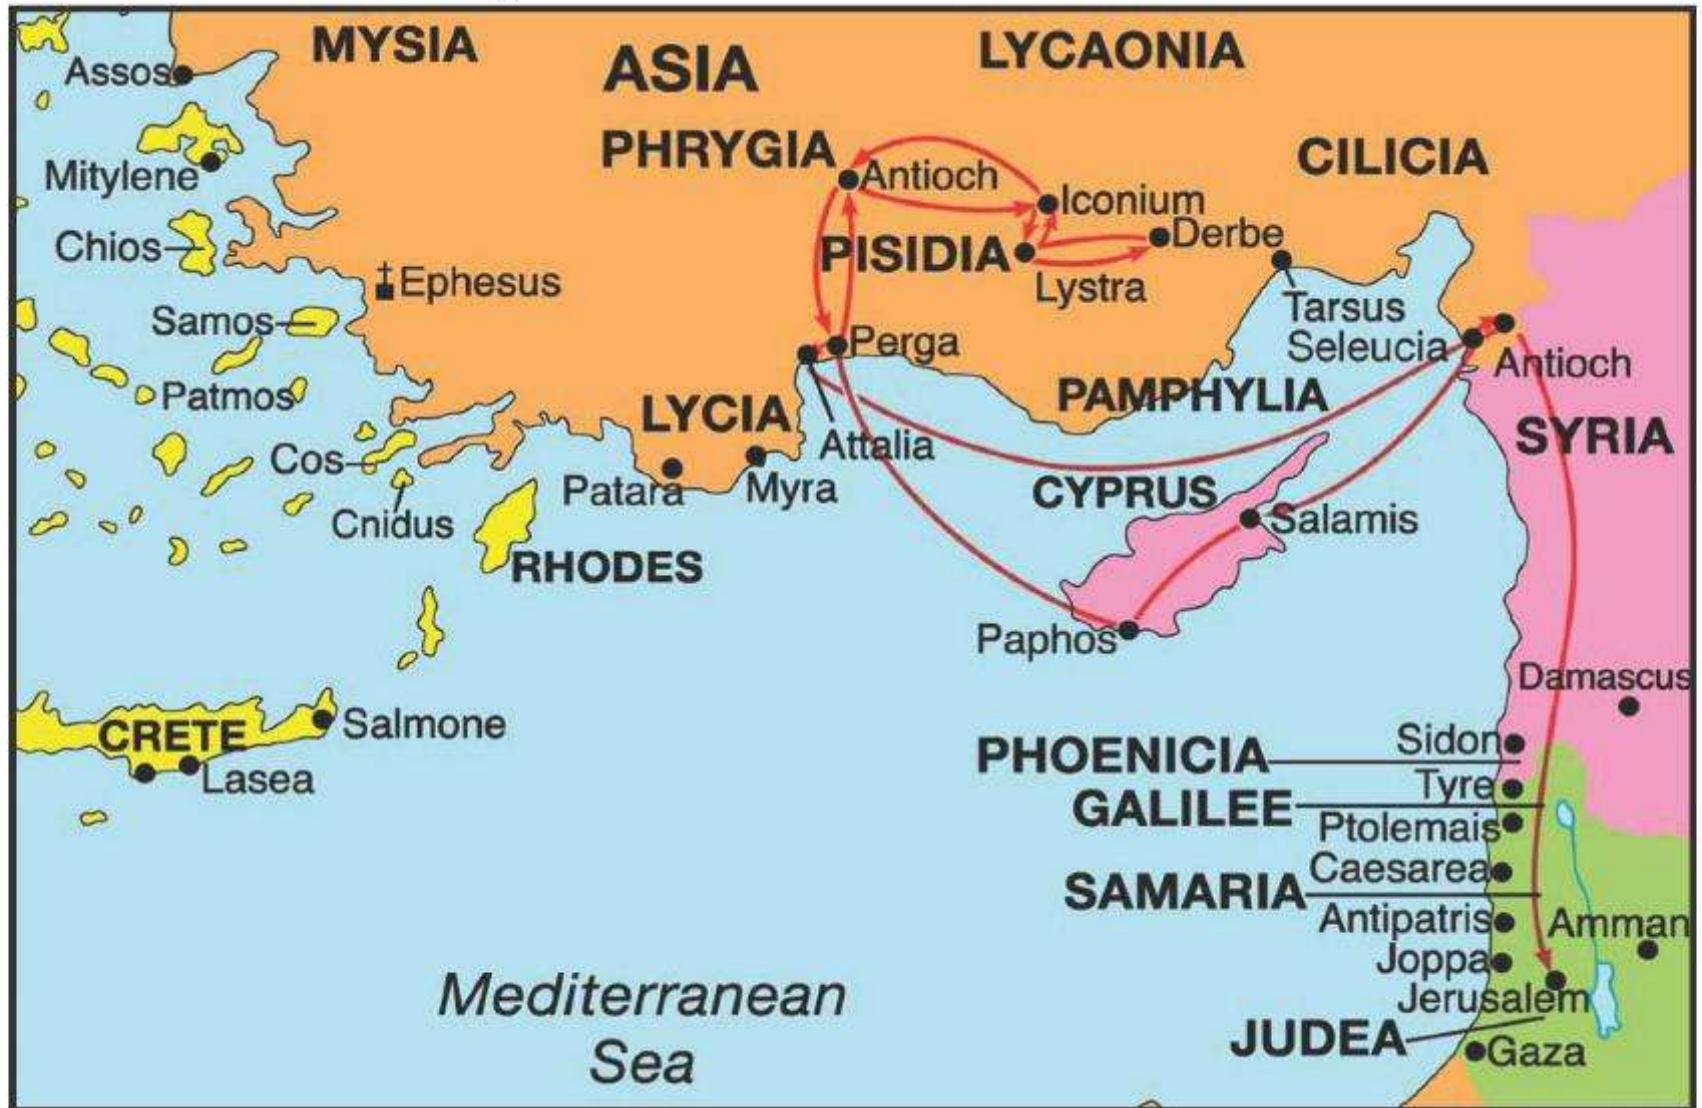 MYSIA
ASIA
LYCAONIA
Assos
PHRYGIA
CILICIA
Mitylene
Antioch
Iconium
Chios
PISIDIA
Derbe
Ephesus
Lystra
Tarsus
Samos
Perga
Seleucia
Antioch
Patmos
LYCIA
PAMPHYLIA
SYRIA
Attalia
Cos
Patara
Myra
CYPRUS
Cnidus
Salamis
RHODES
Paphos
Damascus
CRETE
Salmone
Sidon
PHOENICIA
Lasea
Tyre
GALILEE
Ptolemais
Caesarea
SAMARIA
Antipatris
Amman
Joppa
Mediterranean
Sea
Jerusalem
JUDEA
Gaza